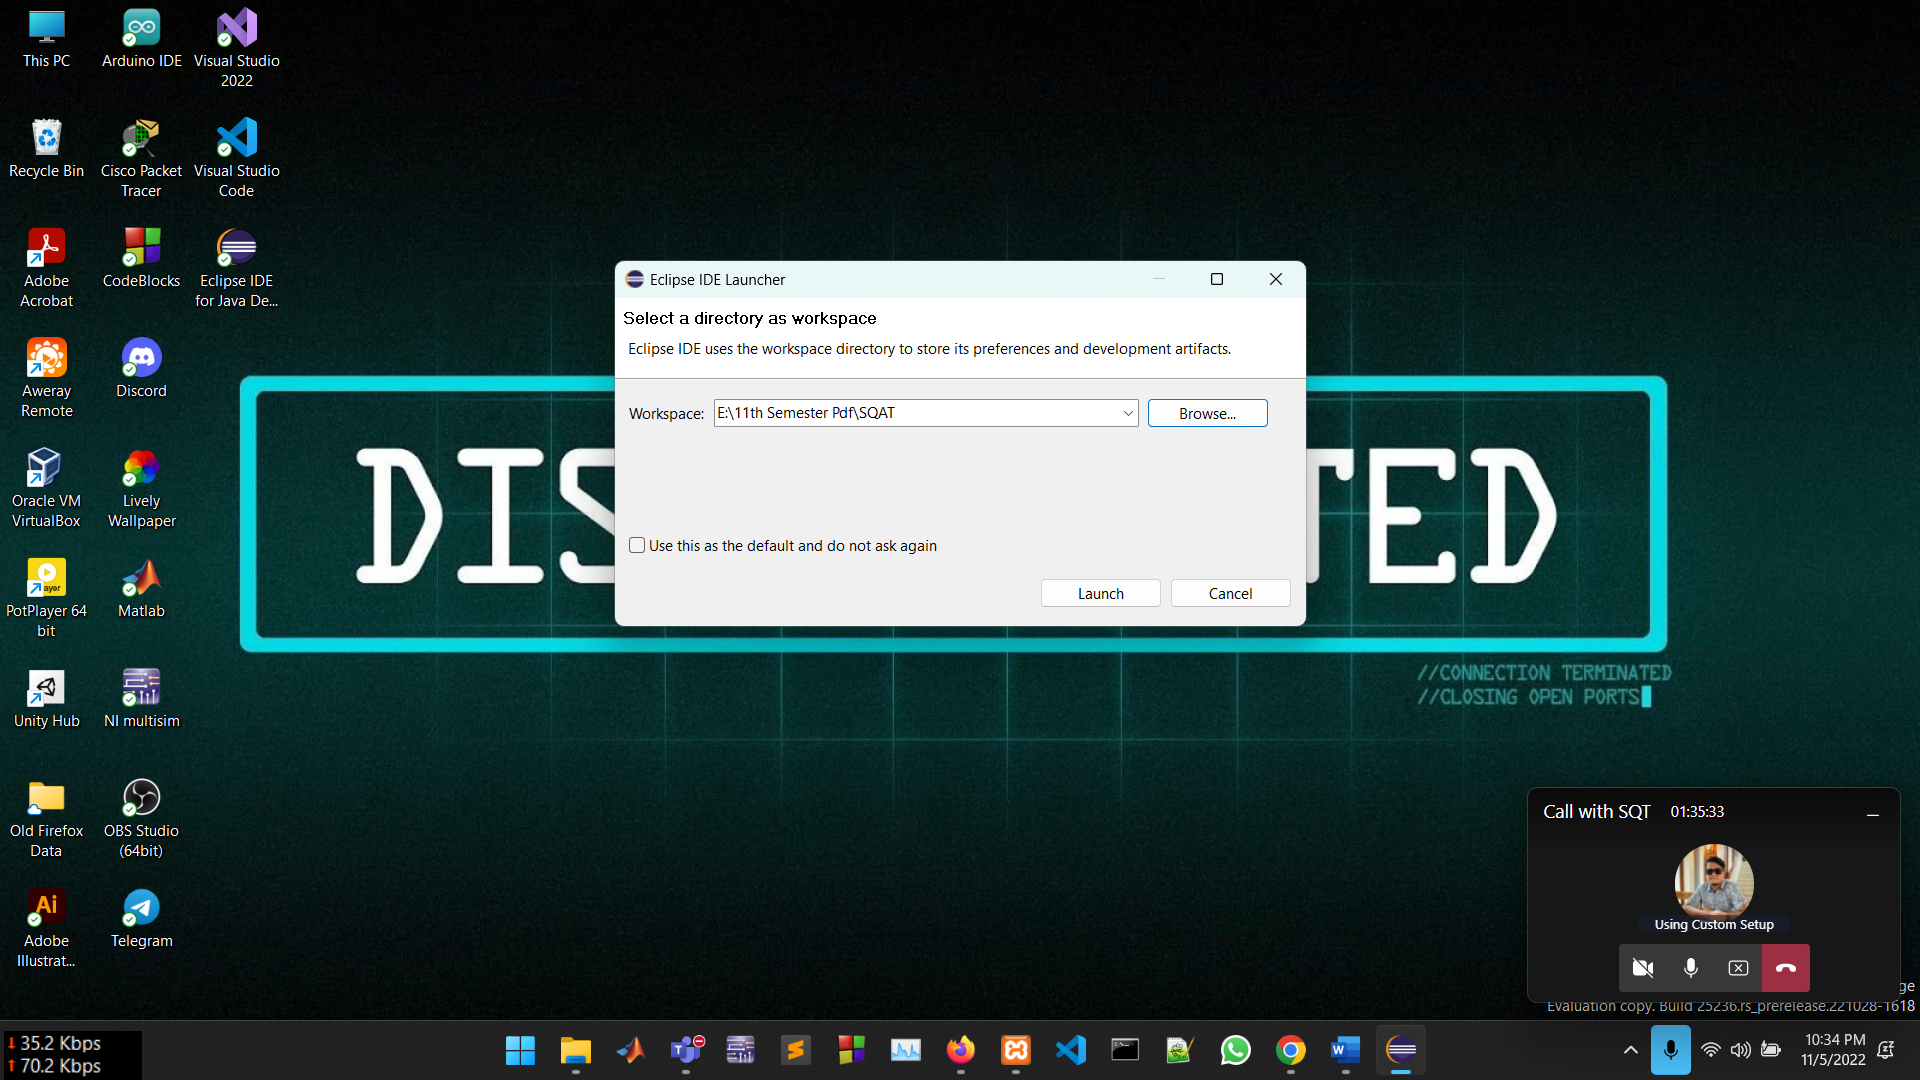 This PC
Arduino IDE
Visual Studio
2022
Recycle Bin
Cisco Packet
Tracer
Visual Studio
Code
Adobe
Acrobat
CodeBlocks
Eclipse IDE
for Java De...
Aweray
Remote
Discord
Oracle VM
VirtualBox
Lively
Wallpaper
PotPlayer 64
bit
Matlab
Unity Hub
NI multisim
Old Firefox
Data
OBS Studio
(64bit)
Adobe
Illustrat...
Telegram
Eclipse IDE Launcher
Select a directory as workspace
Eclipse IDE uses the workspace directory to store its preferences and development artifacts.
Workspace: E:\11th Semester Pdf\SQAT Browse...
Use this as the default and do not ask again
Launch Cancel
DIS TED
//CONNECTION TERMINATED
//CLOSING OPEN PORTS
Call with SQT 01:35:33
Using Custom Setup
ge
Evaluation copy. Build 25236.rs_prerelease.221028-1618
35.2 Kbps
70.2 Kbps
10:34 PM
11/5/2022